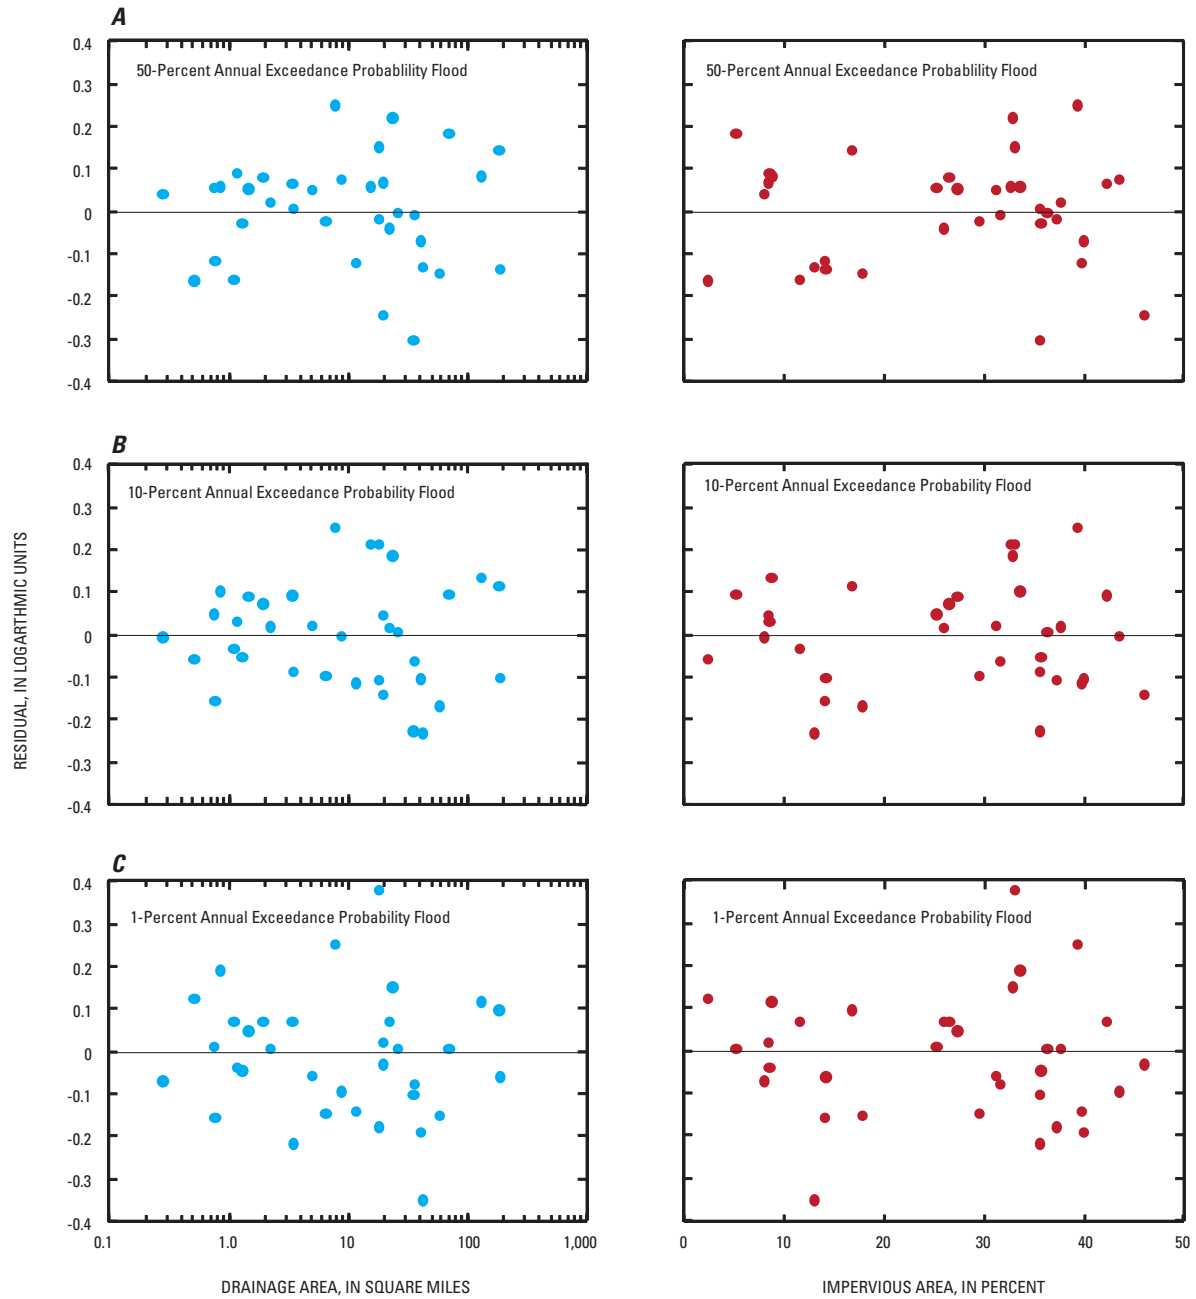 A
0.4
0.3
0.2
0.1
0
-0.1
-0.2
-0.3
-0.4
50-Percent Annual Exceedance Probablility Flood
50-Percent Annual Exceedance Probablility Flood
B
0.4
0.3
0.2
0.1
0
-0.1
-0.2
-0.3
-0.4
10-Percent Annual Exceedance Probability Flood
10-Percent Annual Exceedance Probability Flood
RESIDUAL, IN LOGARTHMIC UNITS
C
0.4
0.3
0.2
0.1
0
-0.1
-0.2
-0.3
-0.4
1-Percent Annual Exceedance Probability Flood
1-Percent Annual Exceedance Probability Flood
0.1 1.0 10 100 1,000
0 10 20 30 40 50
DRAINAGE AREA, IN SQUARE MILES
IMPERVIOUS AREA, IN PERCENT